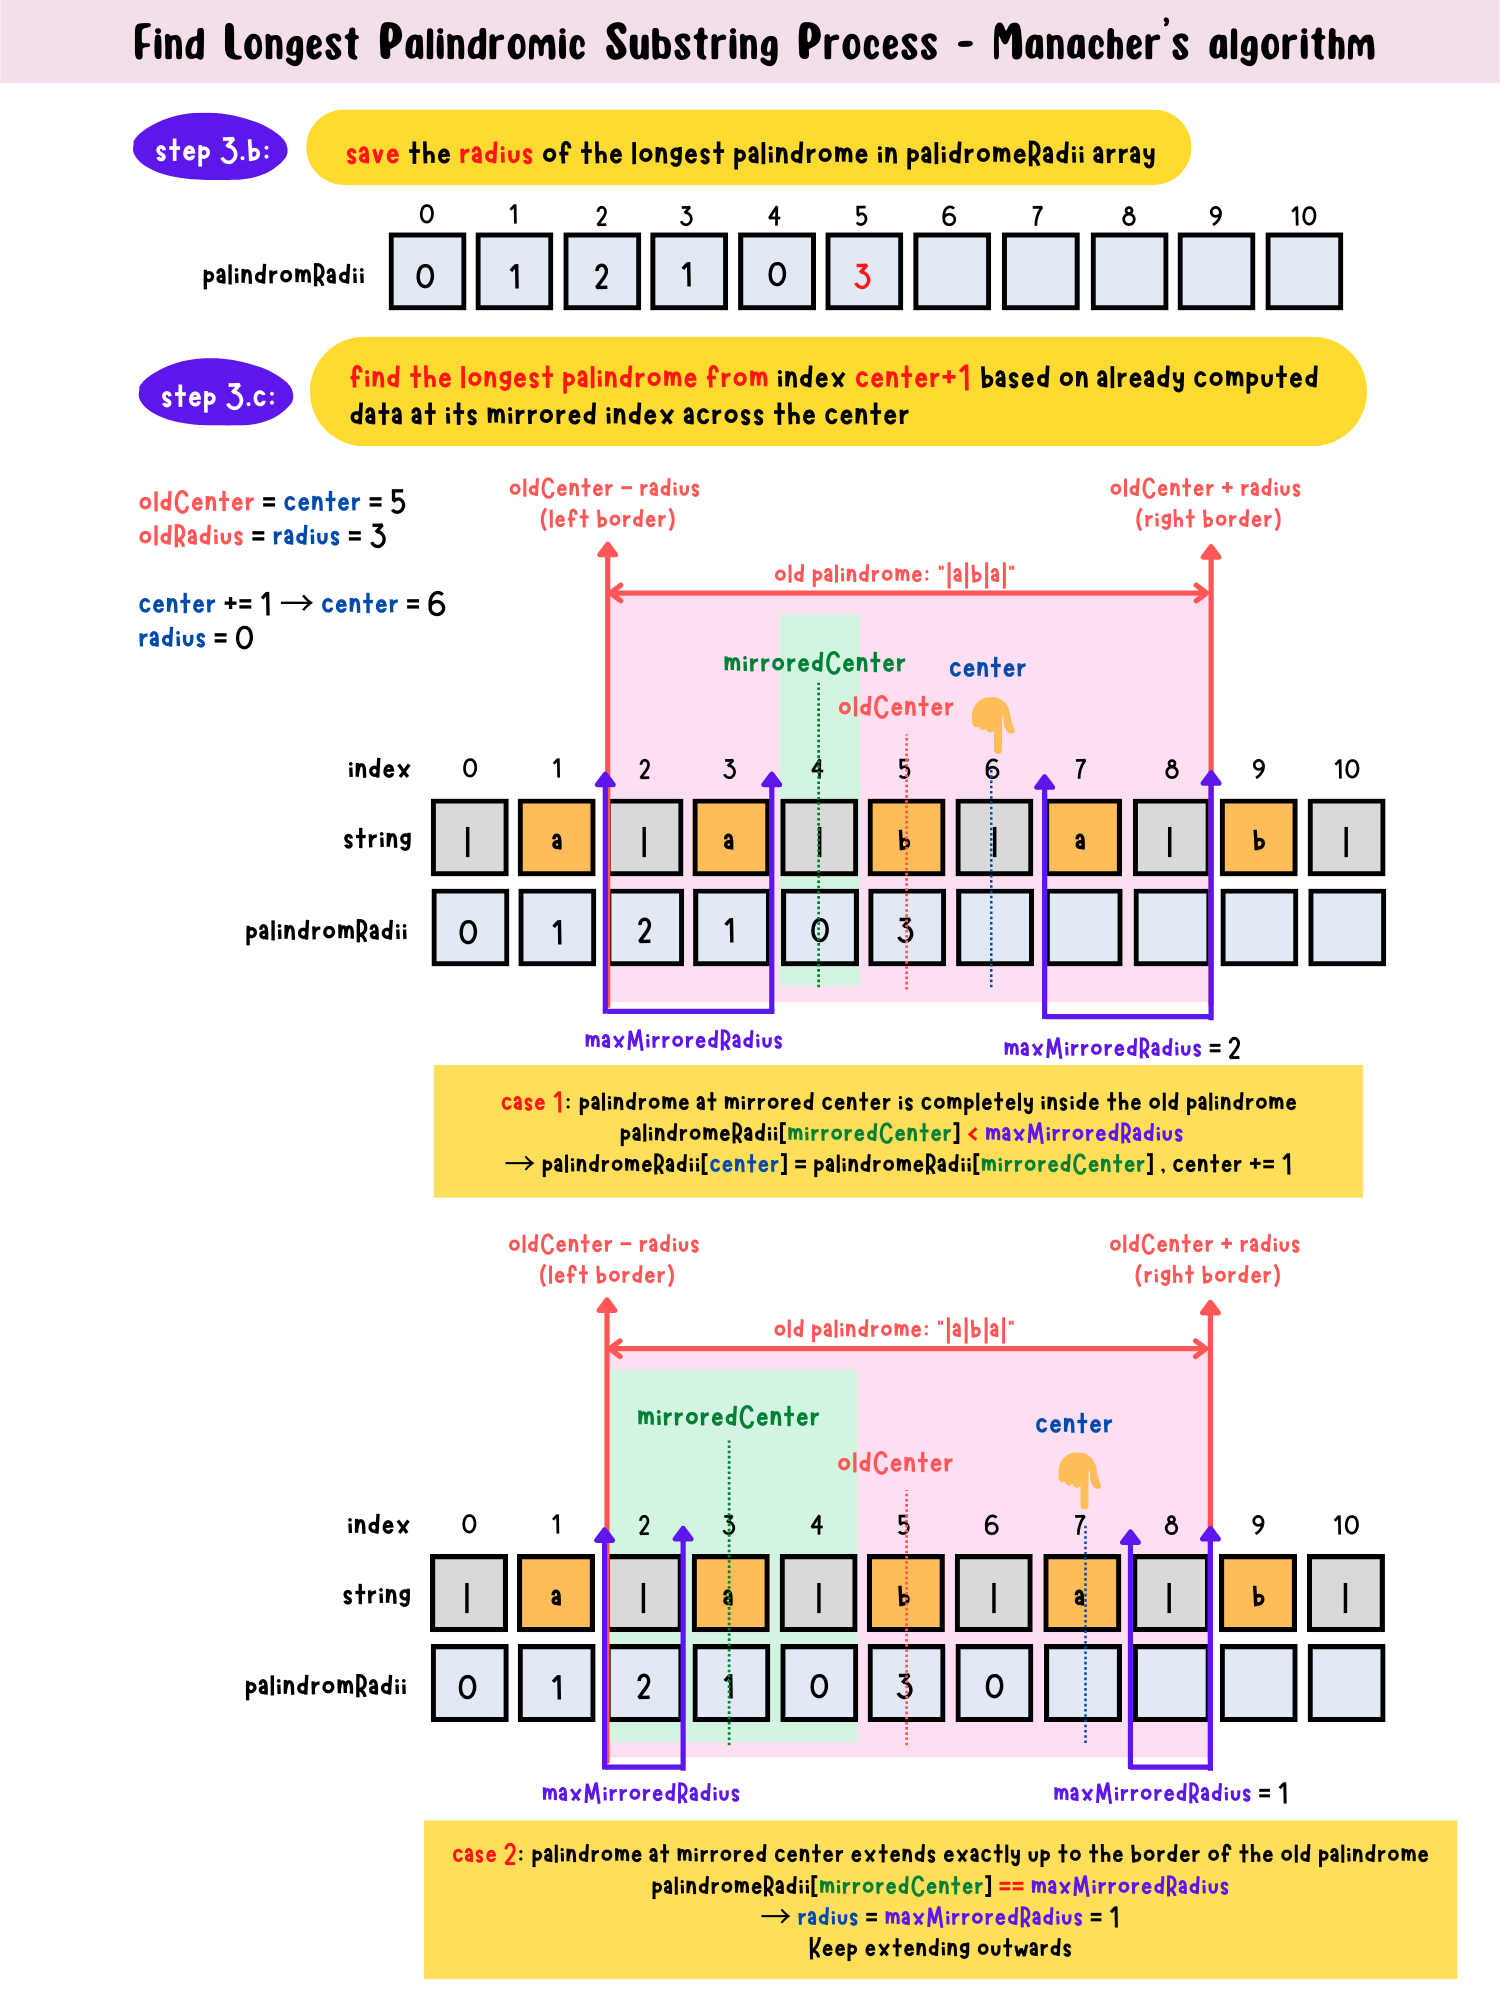 Find Longest Palindromic Substring Process - Manacher's algorithm
step 3.b:
save the radius of the longest palindrome in palidromeRadii array
0 1 2 3 4 5 6 7 8 9 10
palindromRadii 0 1 2 1 0 3
step 3.c:
find the longest palindrome from index center+1 based on already computed
data at its mirrored index across the center
oldCenter = center = 5
oldRadius = radius = 3
center += 1 → center = 6
radius = 0
oldCenter - radius
(left border)
oldCenter + radius
(right border)
old palindrome: "|a|b|a|"
mirroredCenter
center
oldCenter
index 0 1 2 3 4 5 6 7 8 9 10
string | a | a | b | a | b |
palindromRadii 0 1 2 1 0 3
maxMirroredRadius
maxMirroredRadius = 2
case 1: palindrome at mirrored center is completely inside the old palindrome
palindromeRadii[mirroredCenter] < maxMirroredRadius
→ palindromeRadii[center] = palindromeRadii[mirroredCenter] , center += 1
oldCenter - radius
(left border)
oldCenter + radius
(right border)
old palindrome: "|a|b|a|"
mirroredCenter
center
oldCenter
index 0 1 2 3 4 5 6 7 8 9 10
string | a | a | b | a | b |
palindromRadii 0 1 2 1 0 3 0
maxMirroredRadius
maxMirroredRadius = 1
case 2: palindrome at mirrored center extends exactly up to the border of the old palindrome
palindromeRadii[mirroredCenter] == maxMirroredRadius
→ radius = maxMirroredRadius = 1
Keep extending outwards